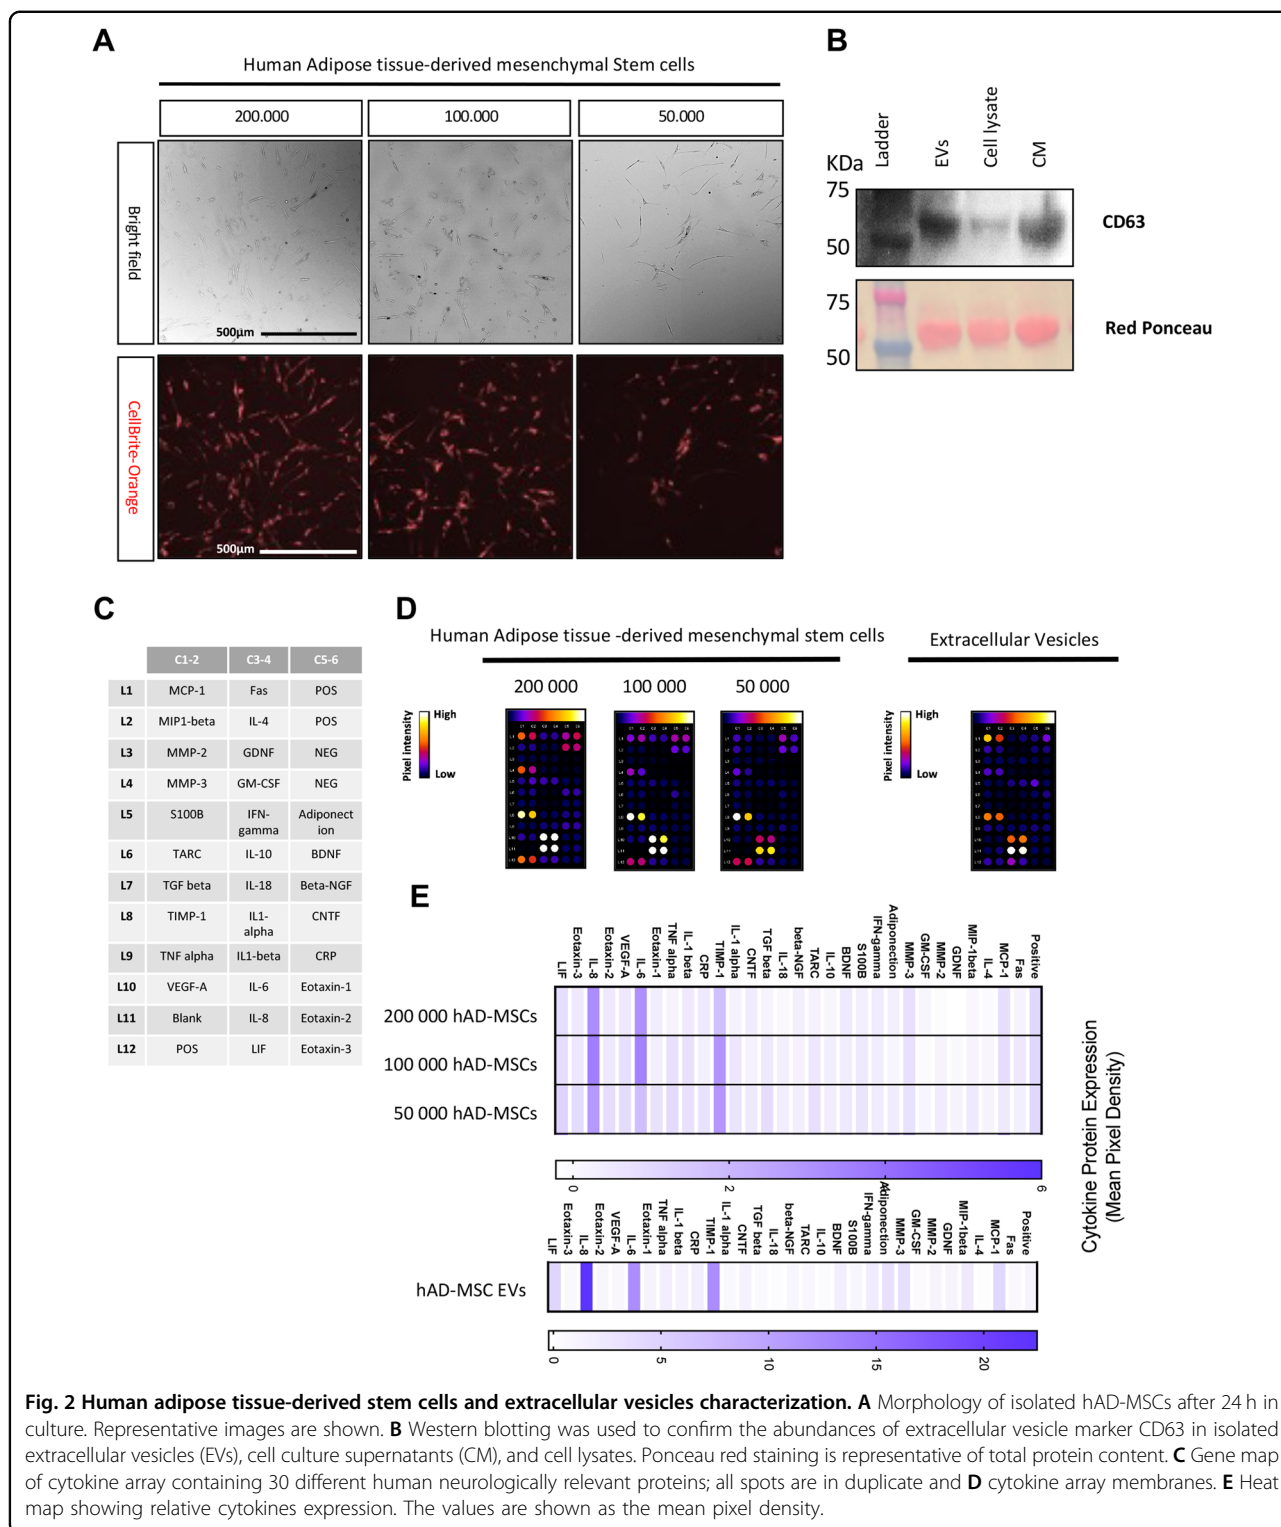 A
Human Adipose tissue-derived mesenchymal Stem cells
200.000
100.000
50.000
Bright field
500µm
CellBrite-Orange
500µm
B
KDa
Ladder
EVs
Cell lysate
CM
75
50
CD63
75
50
Red Ponceau
C
C1-2 C3-4 C5-6
L1 MCP-1 Fas POS
L2 MIP1-beta IL-4 POS
L3 MMP-2 GDNF NEG
L4 MMP-3 GM-CSF NEG
L5 S100B IFN-gamma Adiponection
L6 TARC IL-10 BDNF
L7 TGF beta IL-18 Beta-NGF
L8 TIMP-1 IL1-alpha CNTF
L9 TNF alpha IL1-beta CRP
L10 VEGF-A IL-6 Eotaxin-1
L11 Blank IL-8 Eotaxin-2
L12 POS LIF Eotaxin-3
D
Human Adipose tissue -derived mesenchymal stem cells
Extracellular Vesicles
200 000
100 000
50 000
Pixel intensity
High
Low
Pixel intensity
High
Low
E
LIF
Eotaxin-3
IL-8
Eotaxin-2
VEGF-A
IL-6
Eotaxin-1
TNF alpha
IL-1 beta
CRP
TIMP-1
IL-1 alpha
CNTF
TGF beta
IL-18
beta-NGF
TARC
IL-10
BDNF
S100B
IFN-gamma
Adiponection
MMP-3
GM-CSF
MMP-2
GDNF
MIP-1beta
IL-4
MCP-1
Fas
Positive
200 000 hAD-MSCs
100 000 hAD-MSCs
50 000 hAD-MSCs
0
2
4
6
LIF
Eotaxin-3
IL-8
Eotaxin-2
VEGF-A
IL-6
Eotaxin-1
TNF alpha
IL-1 beta
CRP
TIMP-1
IL-1 alpha
CNTF
TGF beta
IL-18
beta-NGF
TARC
IL-10
BDNF
S100B
IFN-gamma
Adiponection
MMP-3
GM-CSF
MMP-2
GDNF
MIP-1beta
IL-4
MCP-1
Fas
Positive
hAD-MSC EVs
0
5
10
15
20
Cytokine Protein Expression
(Mean Pixel Density)
Fig. 2 Human adipose tissue-derived stem cells and extracellular vesicles characterization. A Morphology of isolated hAD-MSCs after 24 h in
culture. Representative images are shown. B Western blotting was used to confirm the abundances of extracellular vesicle marker CD63 in isolated
extracellular vesicles (EVs), cell culture supernatants (CM), and cell lysates. Ponceau red staining is representative of total protein content. C Gene map
of cytokine array containing 30 different human neurologically relevant proteins; all spots are in duplicate and D cytokine array membranes. E Heat
map showing relative cytokines expression. The values are shown as the mean pixel density.